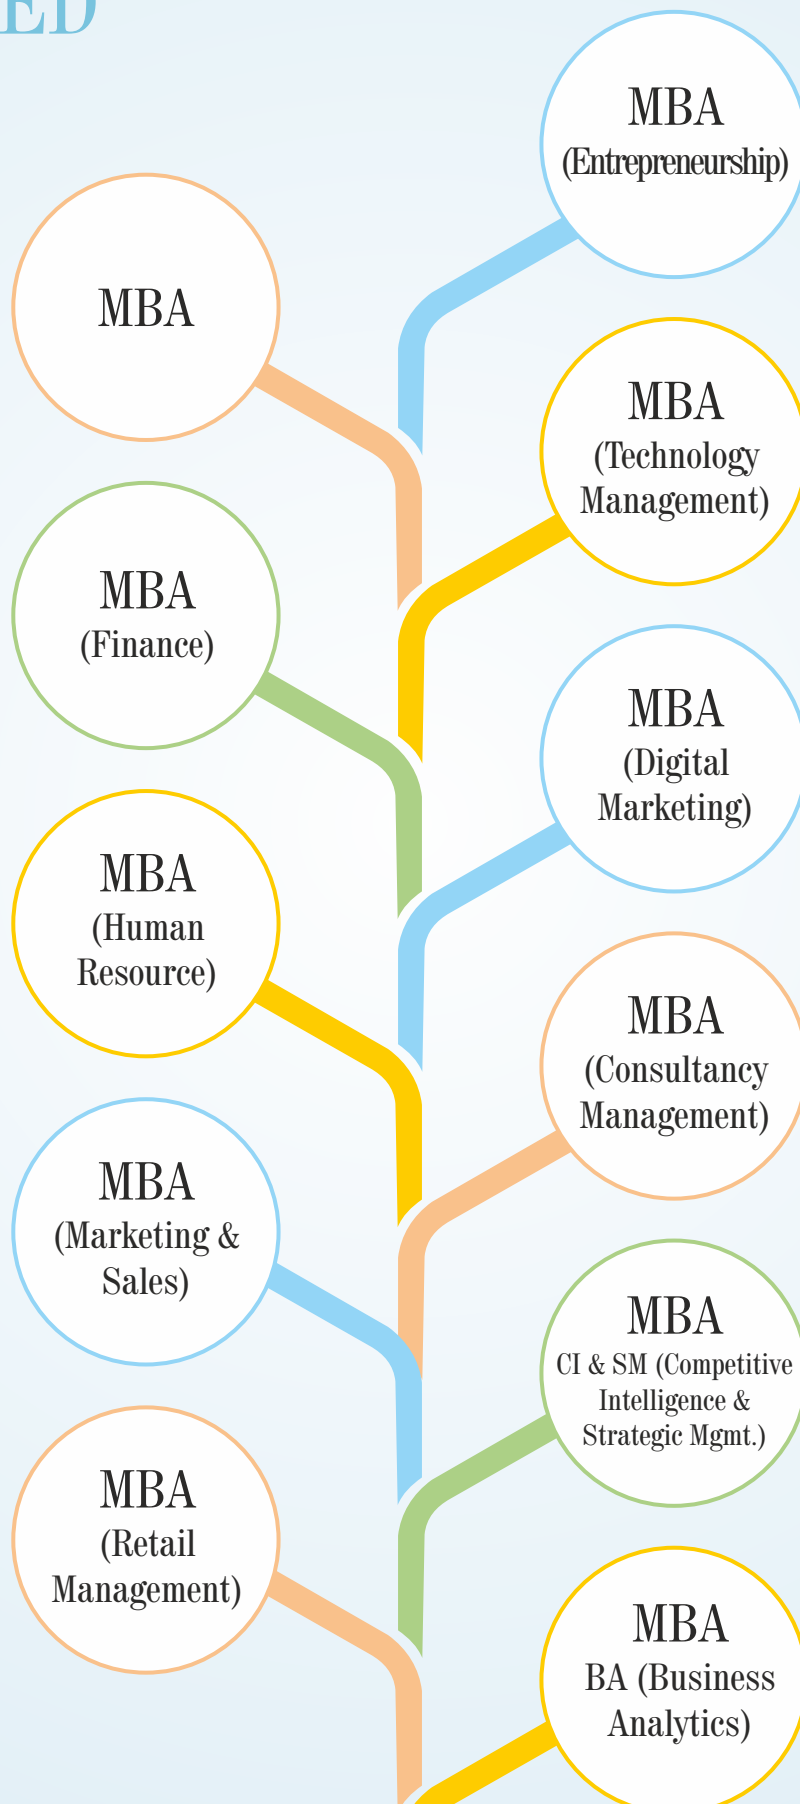 ED
MBA
(Entrepreneurship)
MBA
MBA
(Technology
Management)
MBA
(Finance)
MBA
(Digital
Marketing)
MBA
(Human
Resource)
MBA
(Consultancy
Management)
MBA
(Marketing &
Sales)
MBA
CI & SM (Competitive
Intelligence &
Strategic Mgmt.)
MBA
(Retail
Management)
MBA
BA (Business
Analytics)